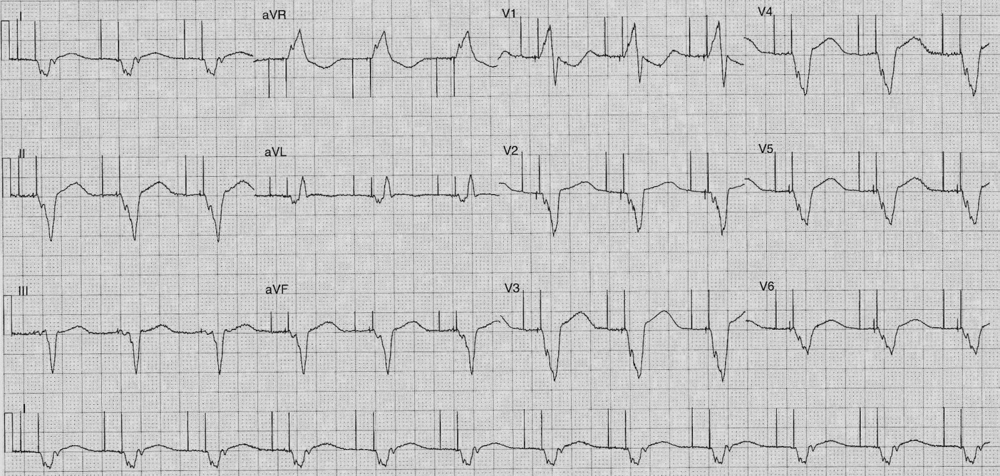 I aVR V1 V4
II aVL V2 V5
III aVF V3 V6
I